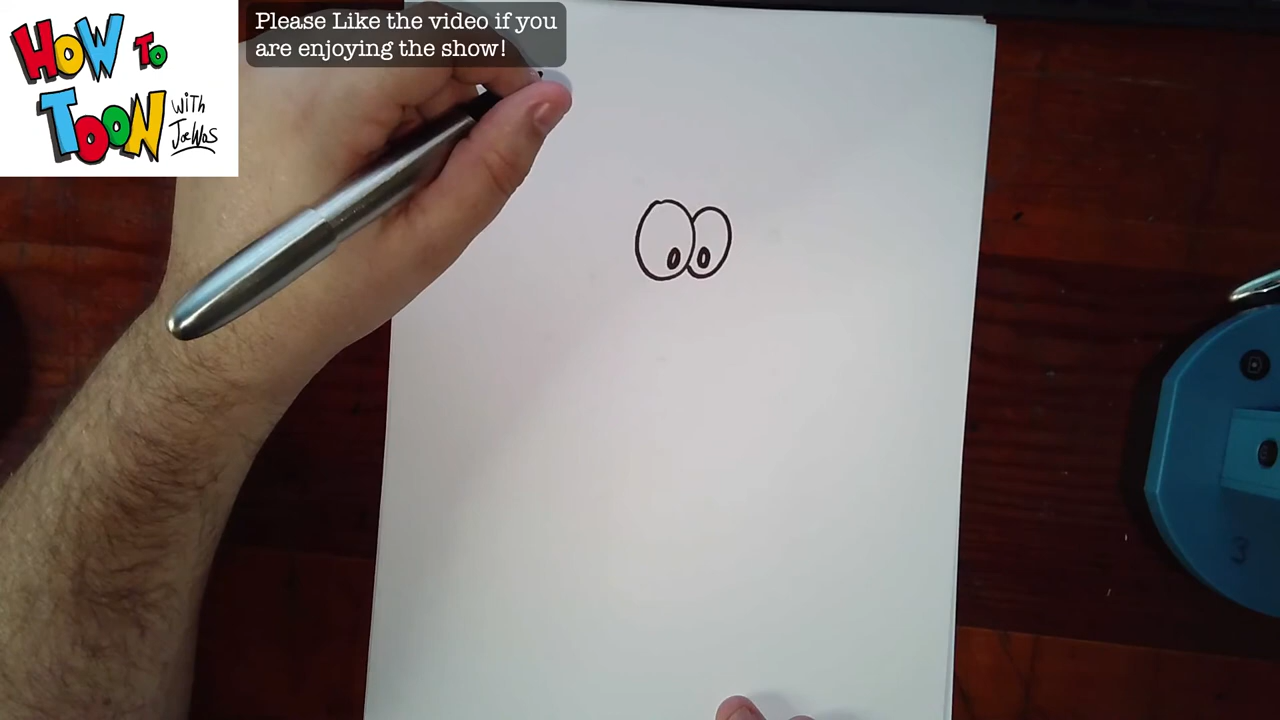 HOW TO
TOON
WiTH
JoeWoS
Please Like the video if you
are enjoying the show!